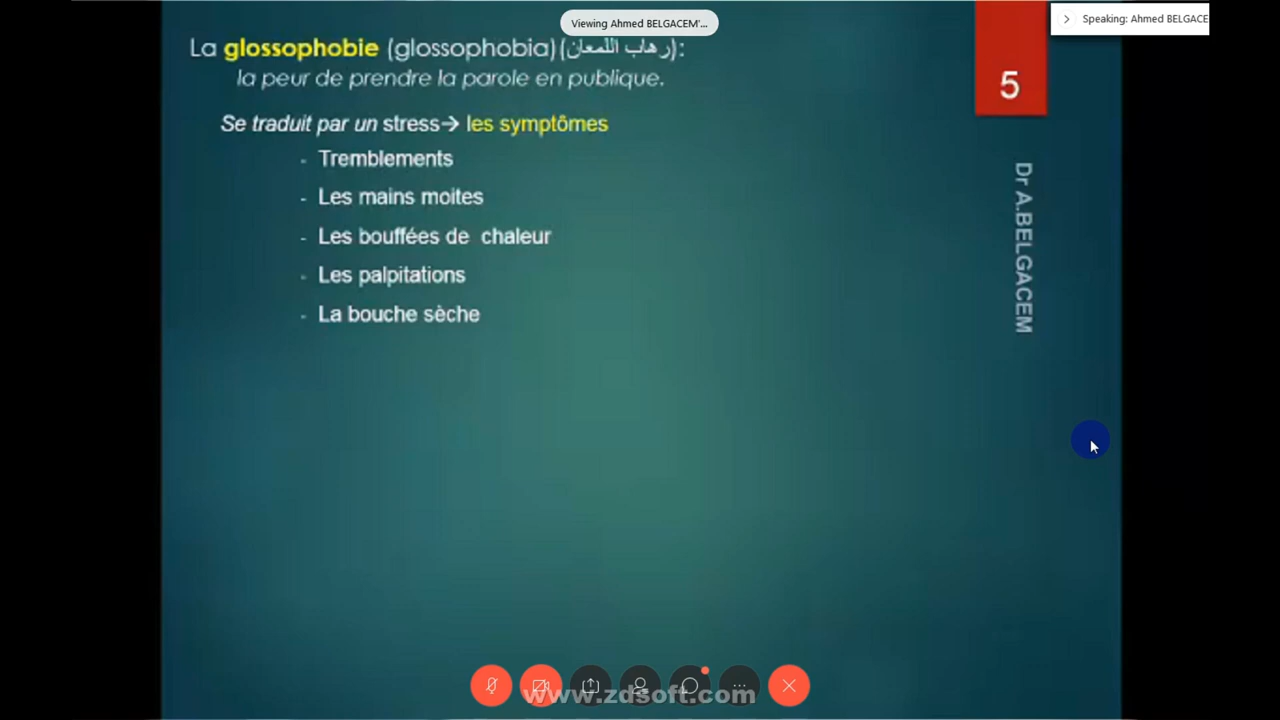 Viewing Ahmed BELGACEM'...
Speaking: Ahmed BELGACE
La glossophobie (glossophobia)(رهاب اللمعان):
la peur de prendre la parole en publique.
5
Se traduit par un stress→ les symptômes
- Tremblements
- Les mains moites
- Les bouffées de chaleur
- Les palpitations
- La bouche sèche
Dr A.BELGACEM
www.zdsoft.com